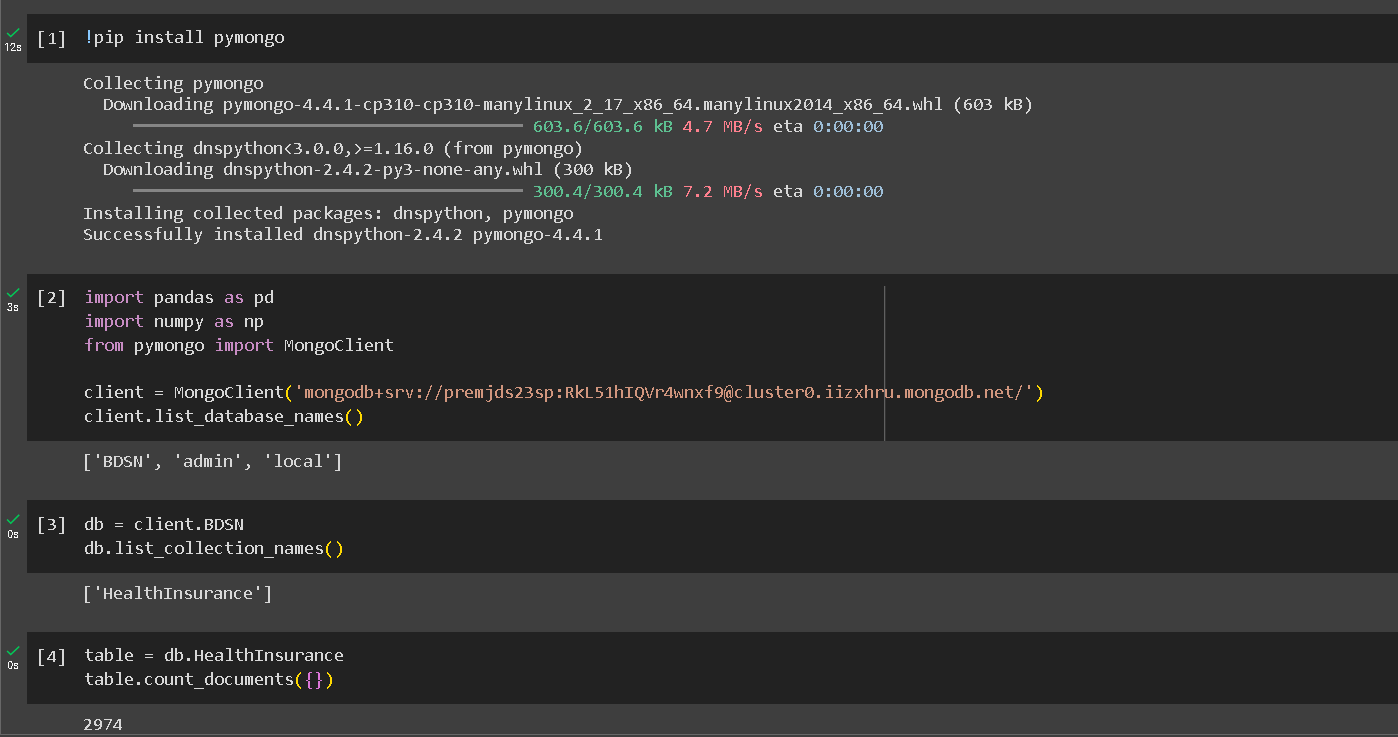 12s
[1] !pip install pymongo
Collecting pymongo
Downloading pymongo-4.4.1-cp310-cp310-manylinux_2_17_x86_64.manylinux2014_x86_64.whl (603 kB)
603.6/603.6 kB 4.7 MB/s eta 0:00:00
Collecting dnspython<3.0.0,>=1.16.0 (from pymongo)
Downloading dnspython-2.4.2-py3-none-any.whl (300 kB)
300.4/300.4 kB 7.2 MB/s eta 0:00:00
Installing collected packages: dnspython, pymongo
Successfully installed dnspython-2.4.2 pymongo-4.4.1
3s
[2] import pandas as pd
import numpy as np
from pymongo import MongoClient
client = MongoClient('mongodb+srv://premjds23sp:RkL51hIQVr4wnxf9@cluster0.iizxhru.mongodb.net/')
client.list_database_names()
['BDSN', 'admin', 'local']
0s
[3] db = client.BDSN
db.list_collection_names()
['HealthInsurance']
0s
[4] table = db.HealthInsurance
table.count_documents({})
2974